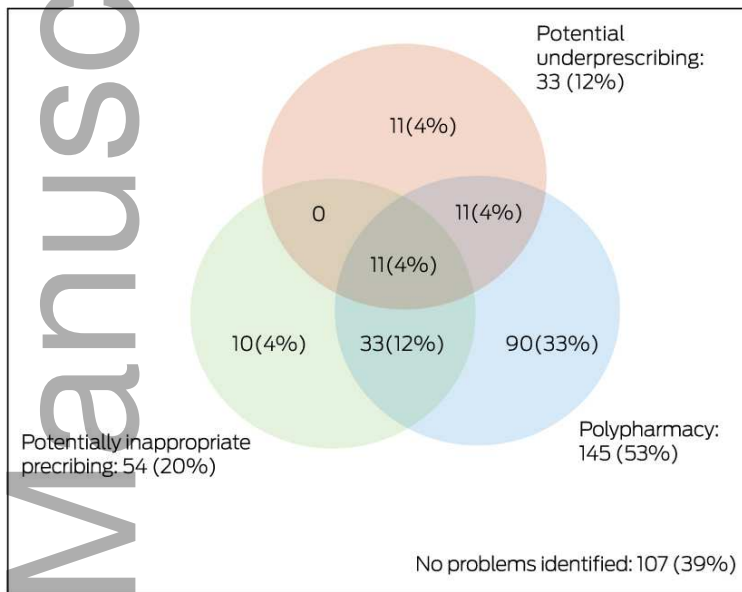 Manusc
Potential
underprescribing:
33 (12%)
11(4%)
0
11(4%)
11(4%)
10(4%)
33(12%)
90(33%)
Potentially inappropriate
precribing: 54 (20%)
Polypharmacy:
145 (53%)
No problems identified: 107 (39%)